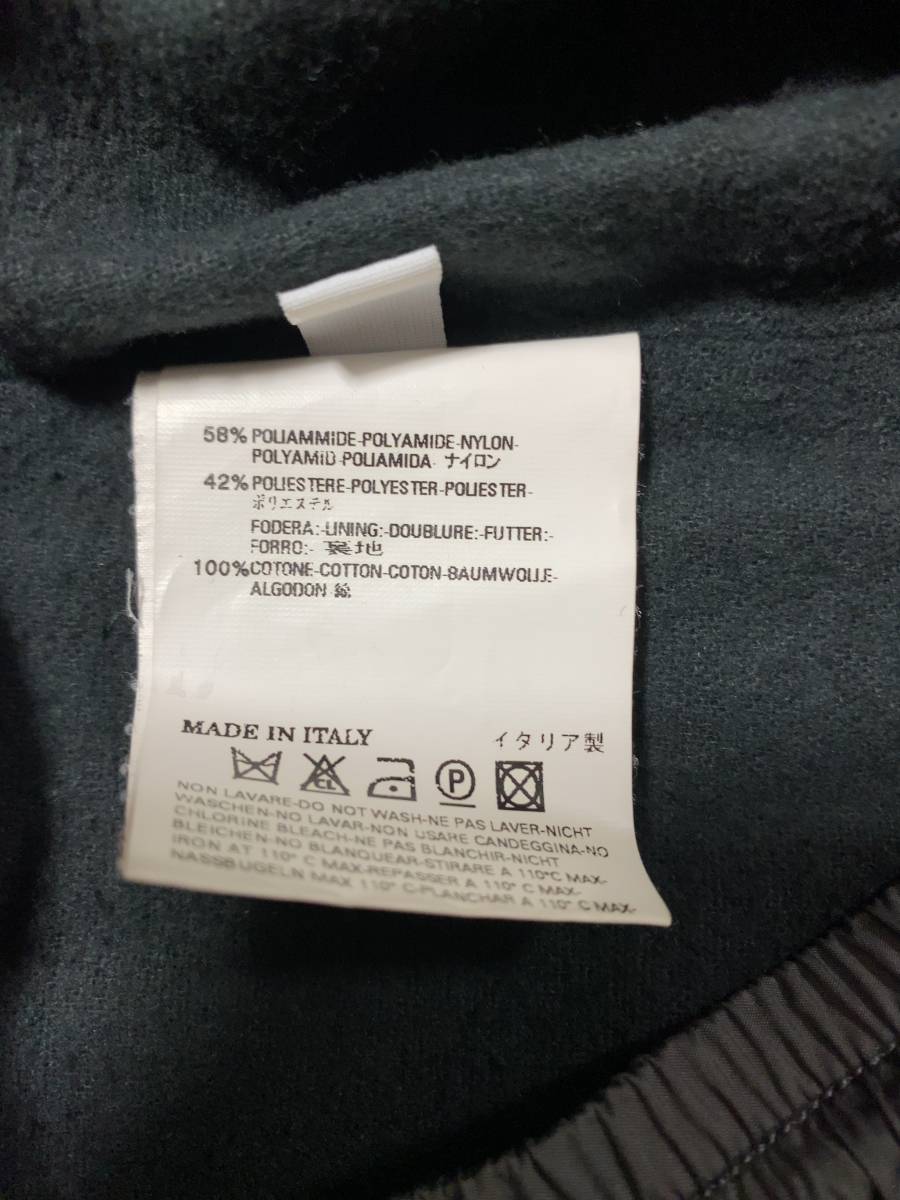 58% POLIAMMIDE-POLYAMIDE-NYLON-
POLYAMID-POLIAMIDA- ナイロン
42% POLIESTERE-POLYESTER-POLIESTER-
ポリエステル
FODERA:-LINING:-DOUBLURE:-FUTTER:-
FORRO:- 裏地
100% COTONE-COTTON-COTON-BAUMWOLLE-
ALGODON 綿
MADE IN ITALY イタリア製
CL P
NON LAVARE-DO NOT WASH-NE PAS LAVER-NICHT
WASCHEN-NO LAVAR-NON USARE CANDEGGINA-NO
CHLORINE BLEACH-NE PAS BLANCHIR-NICHT
BLEICHEN-NO BLANQUEAR-STIRARE A 110°C MAX-
IRON AT 110° C MAX-REPASSER A 110° C MAX-
NASSBUGELN MAX 110° C-PLANCHAR A 110° C MAX-